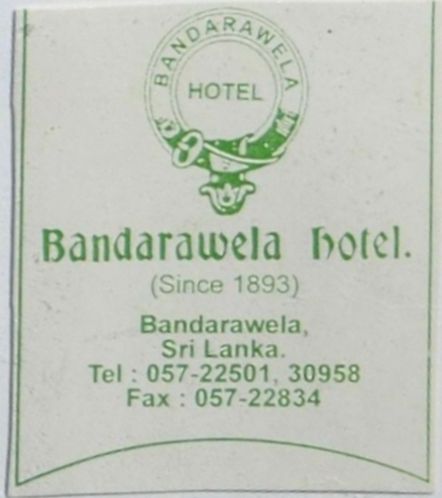 BANDARAWELA
HOTEL
Bandarawela hotel.
(Since 1893)
Bandarawela,
Sri Lanka.
Tel : 057-22501, 30958
Fax : 057-22834